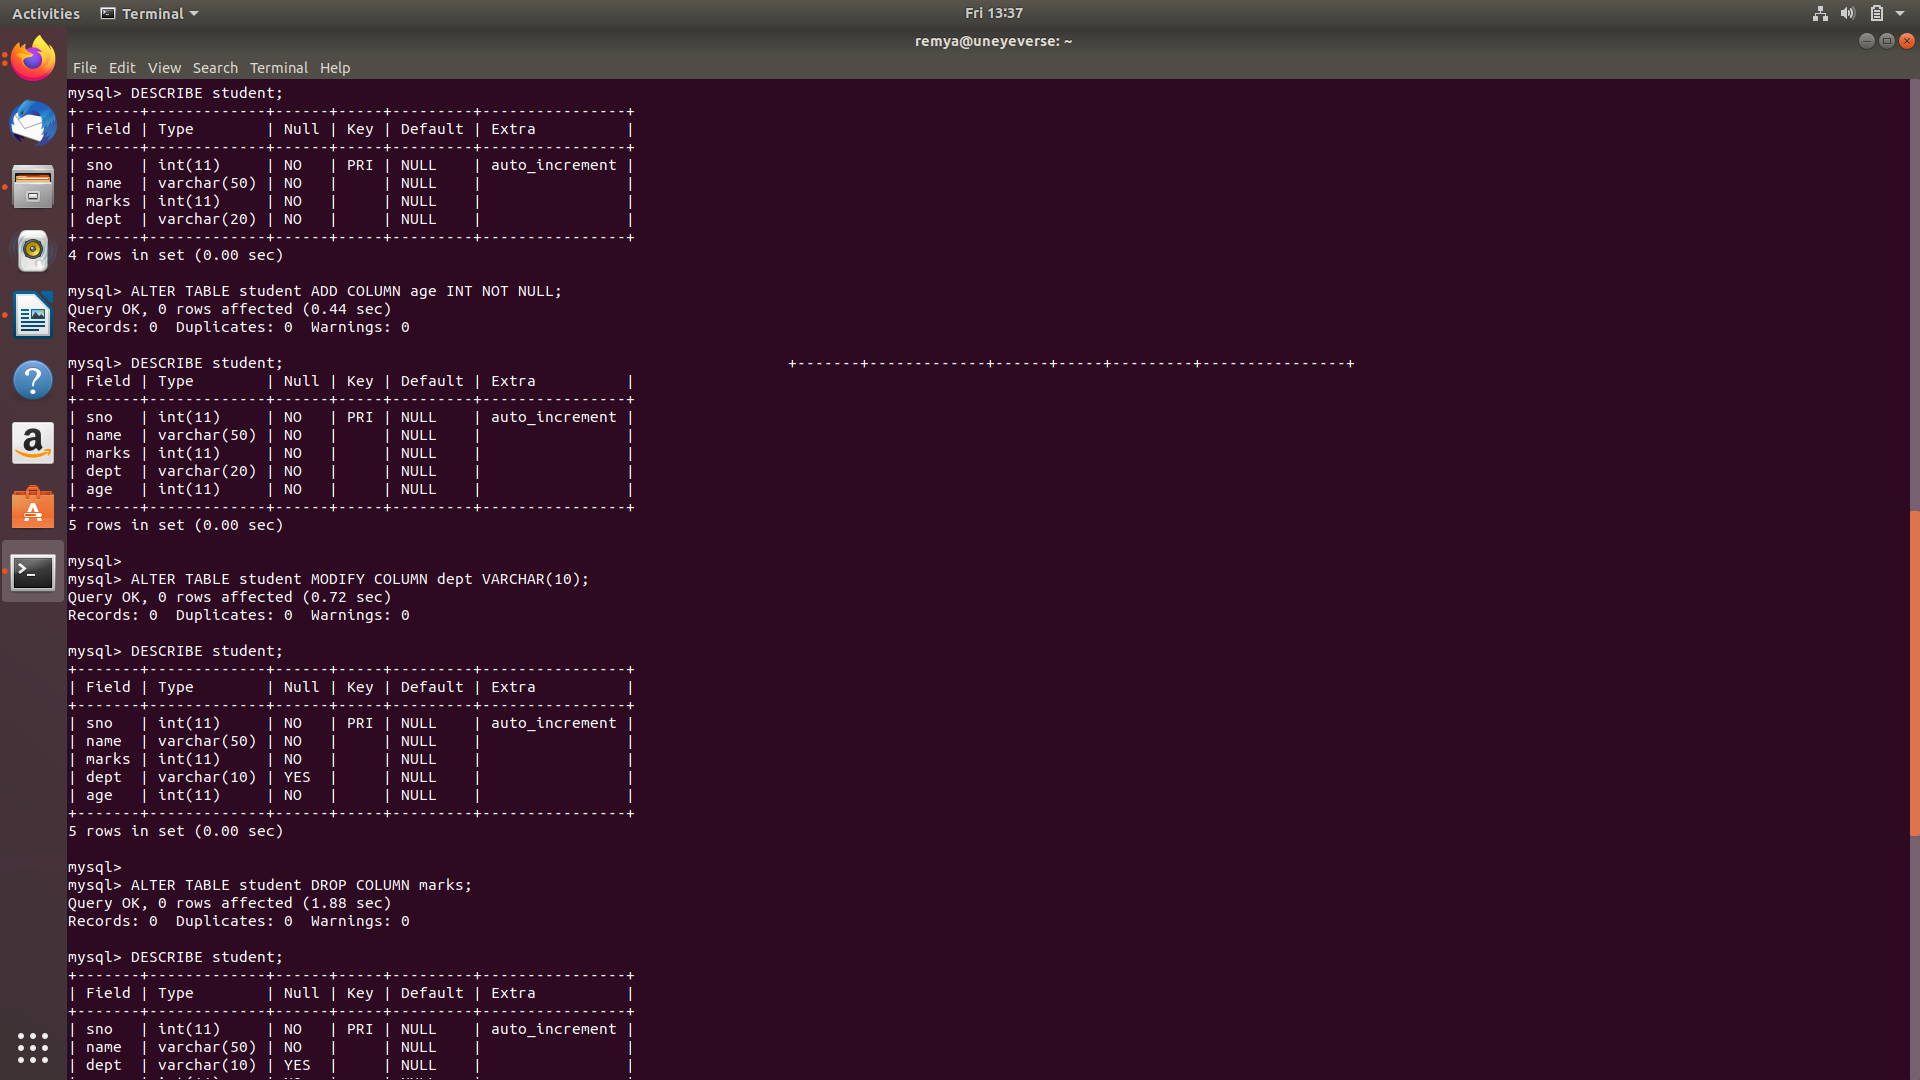 Activities Terminal Fri 13:37
remya@uneyeverse: ~
File Edit View Search Terminal Help
mysql> DESCRIBE student;
+-------+-------------+------+-----+---------+----------------+
| Field | Type        | Null | Key | Default | Extra          |
+-------+-------------+------+-----+---------+----------------+
| sno   | int(11)     | NO   | PRI | NULL    | auto_increment |
| name  | varchar(50) | NO   |     | NULL    |                |
| marks | int(11)     | NO   |     | NULL    |                |
| dept  | varchar(20) | NO   |     | NULL    |                |
+-------+-------------+------+-----+---------+----------------+
4 rows in set (0.00 sec)
mysql> ALTER TABLE student ADD COLUMN age INT NOT NULL;
Query OK, 0 rows affected (0.44 sec)
Records: 0  Duplicates: 0  Warnings: 0
mysql> DESCRIBE student; +-------+-------------+------+-----+---------+----------------+
| Field | Type        | Null | Key | Default | Extra          |
+-------+-------------+------+-----+---------+----------------+
| sno   | int(11)     | NO   | PRI | NULL    | auto_increment |
| name  | varchar(50) | NO   |     | NULL    |                |
| marks | int(11)     | NO   |     | NULL    |                |
| dept  | varchar(20) | NO   |     | NULL    |                |
| age   | int(11)     | NO   |     | NULL    |                |
+-------+-------------+------+-----+---------+----------------+
5 rows in set (0.00 sec)
mysql>
mysql> ALTER TABLE student MODIFY COLUMN dept VARCHAR(10);
Query OK, 0 rows affected (0.72 sec)
Records: 0  Duplicates: 0  Warnings: 0
mysql> DESCRIBE student;
+-------+-------------+------+-----+---------+----------------+
| Field | Type        | Null | Key | Default | Extra          |
+-------+-------------+------+-----+---------+----------------+
| sno   | int(11)     | NO   | PRI | NULL    | auto_increment |
| name  | varchar(50) | NO   |     | NULL    |                |
| marks | int(11)     | NO   |     | NULL    |                |
| dept  | varchar(10) | YES  |     | NULL    |                |
| age   | int(11)     | NO   |     | NULL    |                |
+-------+-------------+------+-----+---------+----------------+
5 rows in set (0.00 sec)
mysql>
mysql> ALTER TABLE student DROP COLUMN marks;
Query OK, 0 rows affected (1.88 sec)
Records: 0  Duplicates: 0  Warnings: 0
mysql> DESCRIBE student;
+-------+-------------+------+-----+---------+----------------+
| Field | Type        | Null | Key | Default | Extra          |
+-------+-------------+------+-----+---------+----------------+
| sno   | int(11)     | NO   | PRI | NULL    | auto_increment |
| name  | varchar(50) | NO   |     | NULL    |                |
| dept  | varchar(10) | YES  |     | NULL    |                |